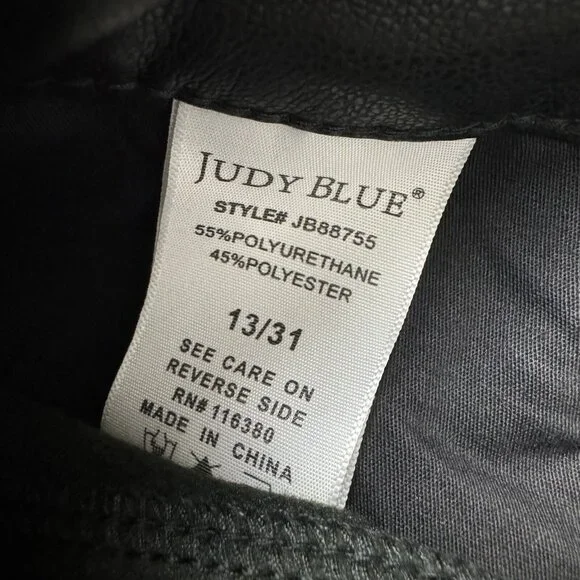 JUDY BLUE®
STYLE# JB88755
55%POLYURETHANE
45%POLYESTER
13/31
SEE CARE ON
REVERSE SIDE
RN# 116380
MADE IN CHINA